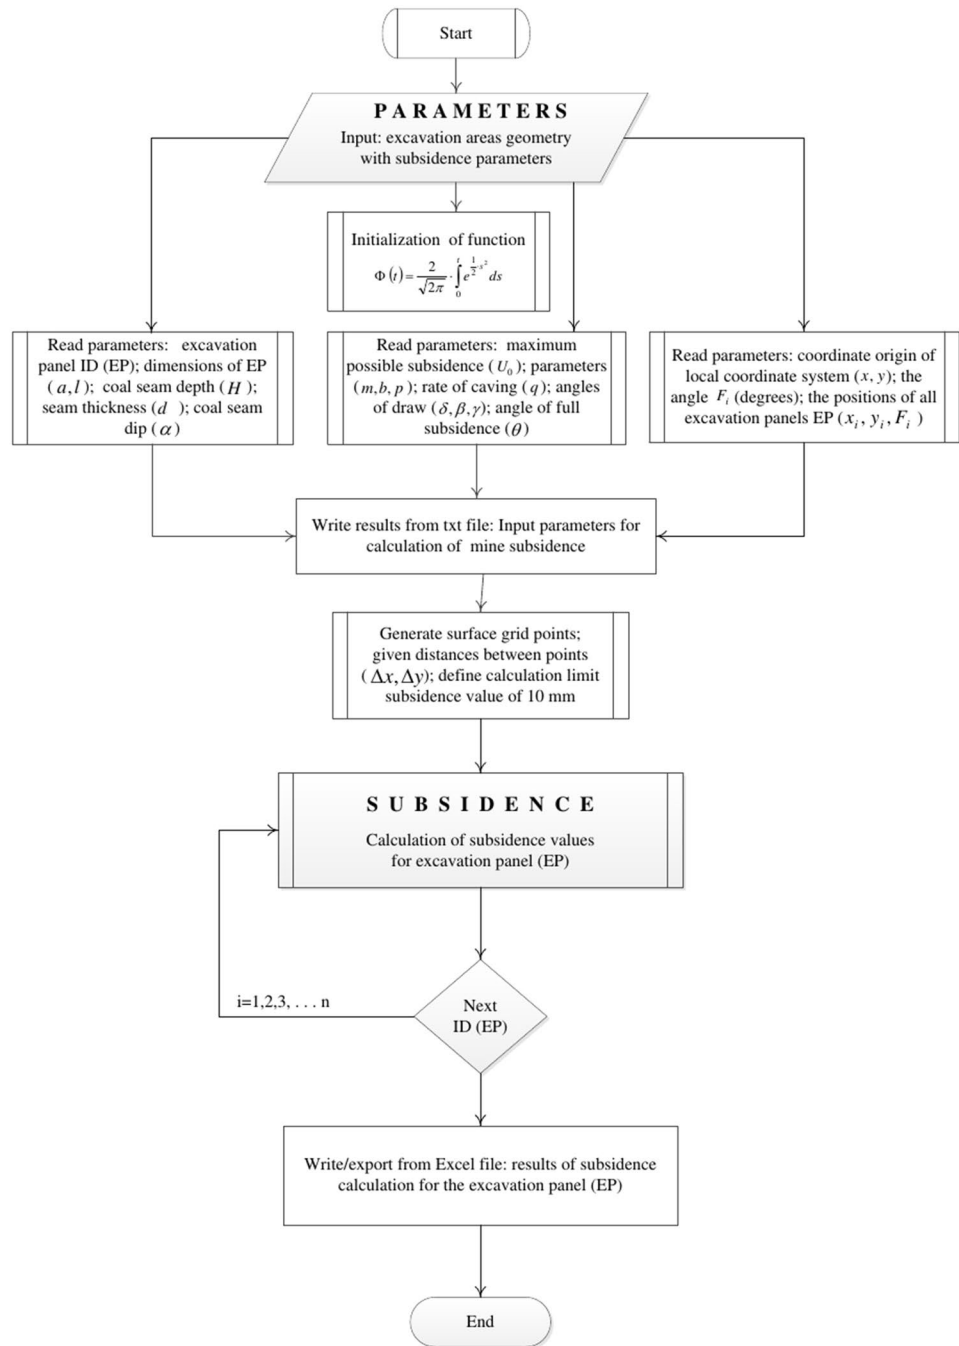 Start
PARAMETERS
Input: excavation areas geometry
with subsidence parameters
Initialization of function
Φ(t)=2/√2π · ∫₀ᵗ e^(1/2 · s²) ds
Read parameters: excavation
panel ID (EP); dimensions of EP
(a,l); coal seam depth (H);
seam thickness (d ); coal seam
dip (α)
Read parameters: maximum
possible subsidence (U₀); parameters
(m,b,p); rate of caving (q); angles
of draw (δ,β,γ); angle of full
subsidence (θ)
Read parameters: coordinate origin of
local coordinate system (x, y); the
angle Fᵢ (degrees); the positions of all
excavation panels EP (xᵢ, yᵢ, Fᵢ )
Write results from txt file: Input parameters for
calculation of mine subsidence
Generate surface grid points;
given distances between points
(Δx,Δy); define calculation limit
subsidence value of 10 mm
SUBSIDENCE
Calculation of subsidence values
for excavation panel (EP)
i=1,2,3, . . . n
Next
ID (EP)
Write/export from Excel file: results of subsidence
calculation for the excavation panel (EP)
End